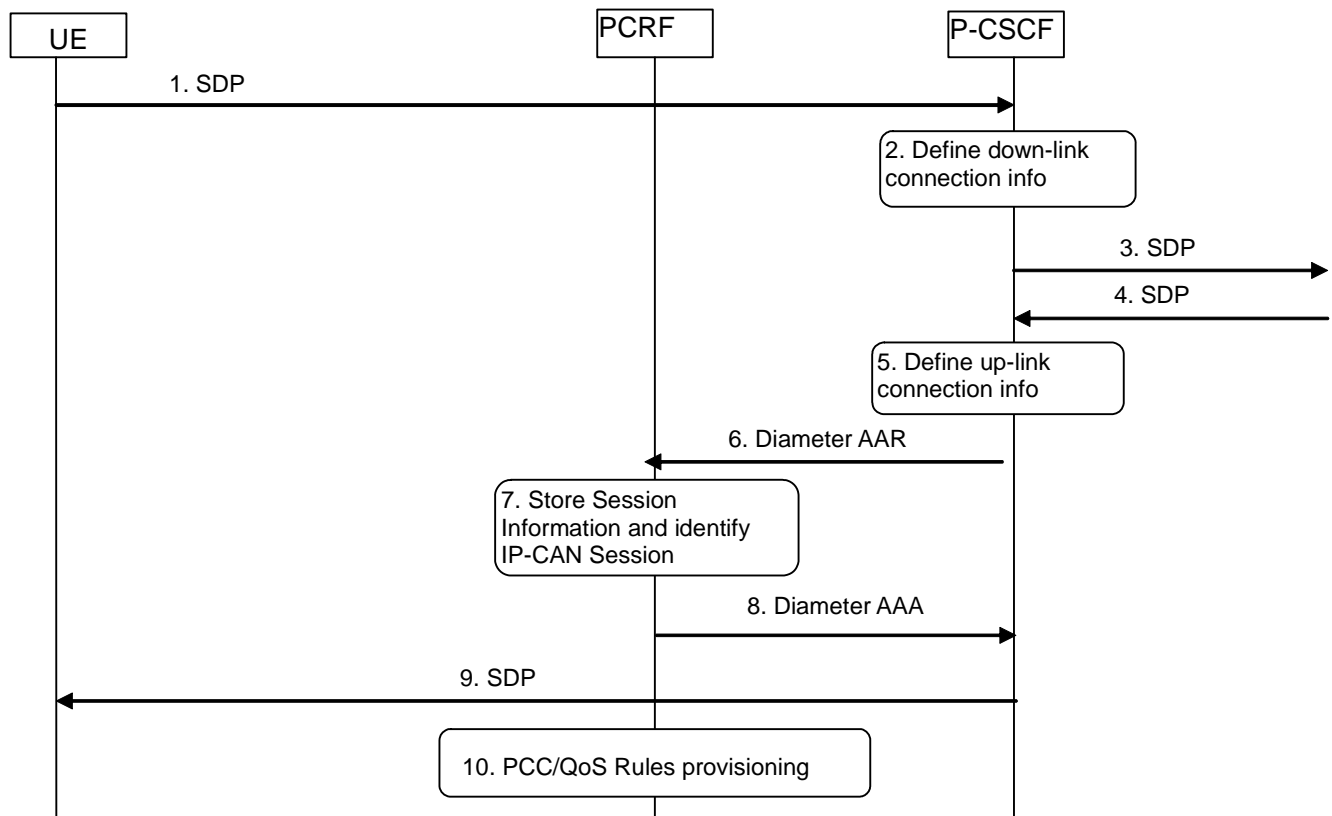 UE
PCRF
P-CSCF
1. SDP
2. Define down-link
connection info
3. SDP
4. SDP
5. Define up-link
connection info
6. Diameter AAR
7. Store Session
Information and identify
IP-CAN Session
8. Diameter AAA
9. SDP
10. PCC/QoS Rules provisioning